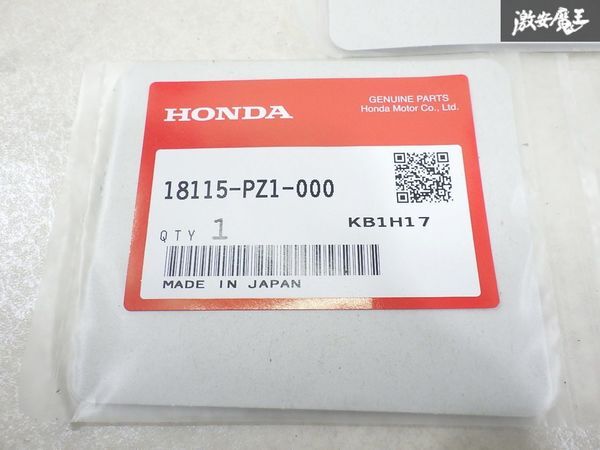 激安魔王
HONDA
GENUINE PARTS
Honda Motor Co., Ltd.
18115-PZ1-000
KB1H17
QTY 1
MADE IN JAPAN